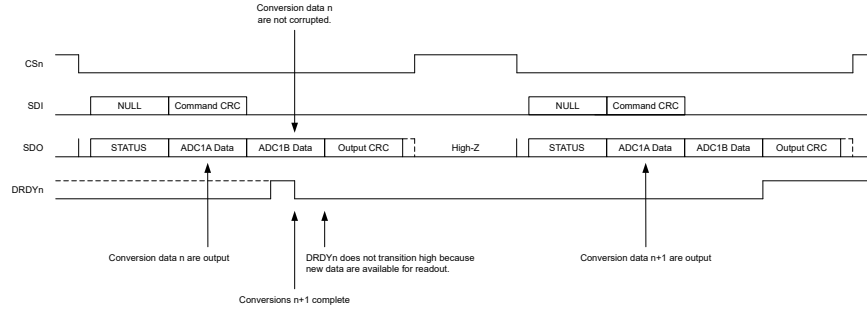 Conversion data n
are not corrupted.
CSn
SDI
NULL
Command CRC
NULL
Command CRC
SDO
STATUS
ADC1A Data
ADC1B Data
Output CRC
High-Z
STATUS
ADC1A Data
ADC1B Data
Output CRC
DRDYn
Conversion data n are output
DRDYn does not transition high because
new data are available for readout.
Conversion data n+1 are output
Conversions n+1 complete